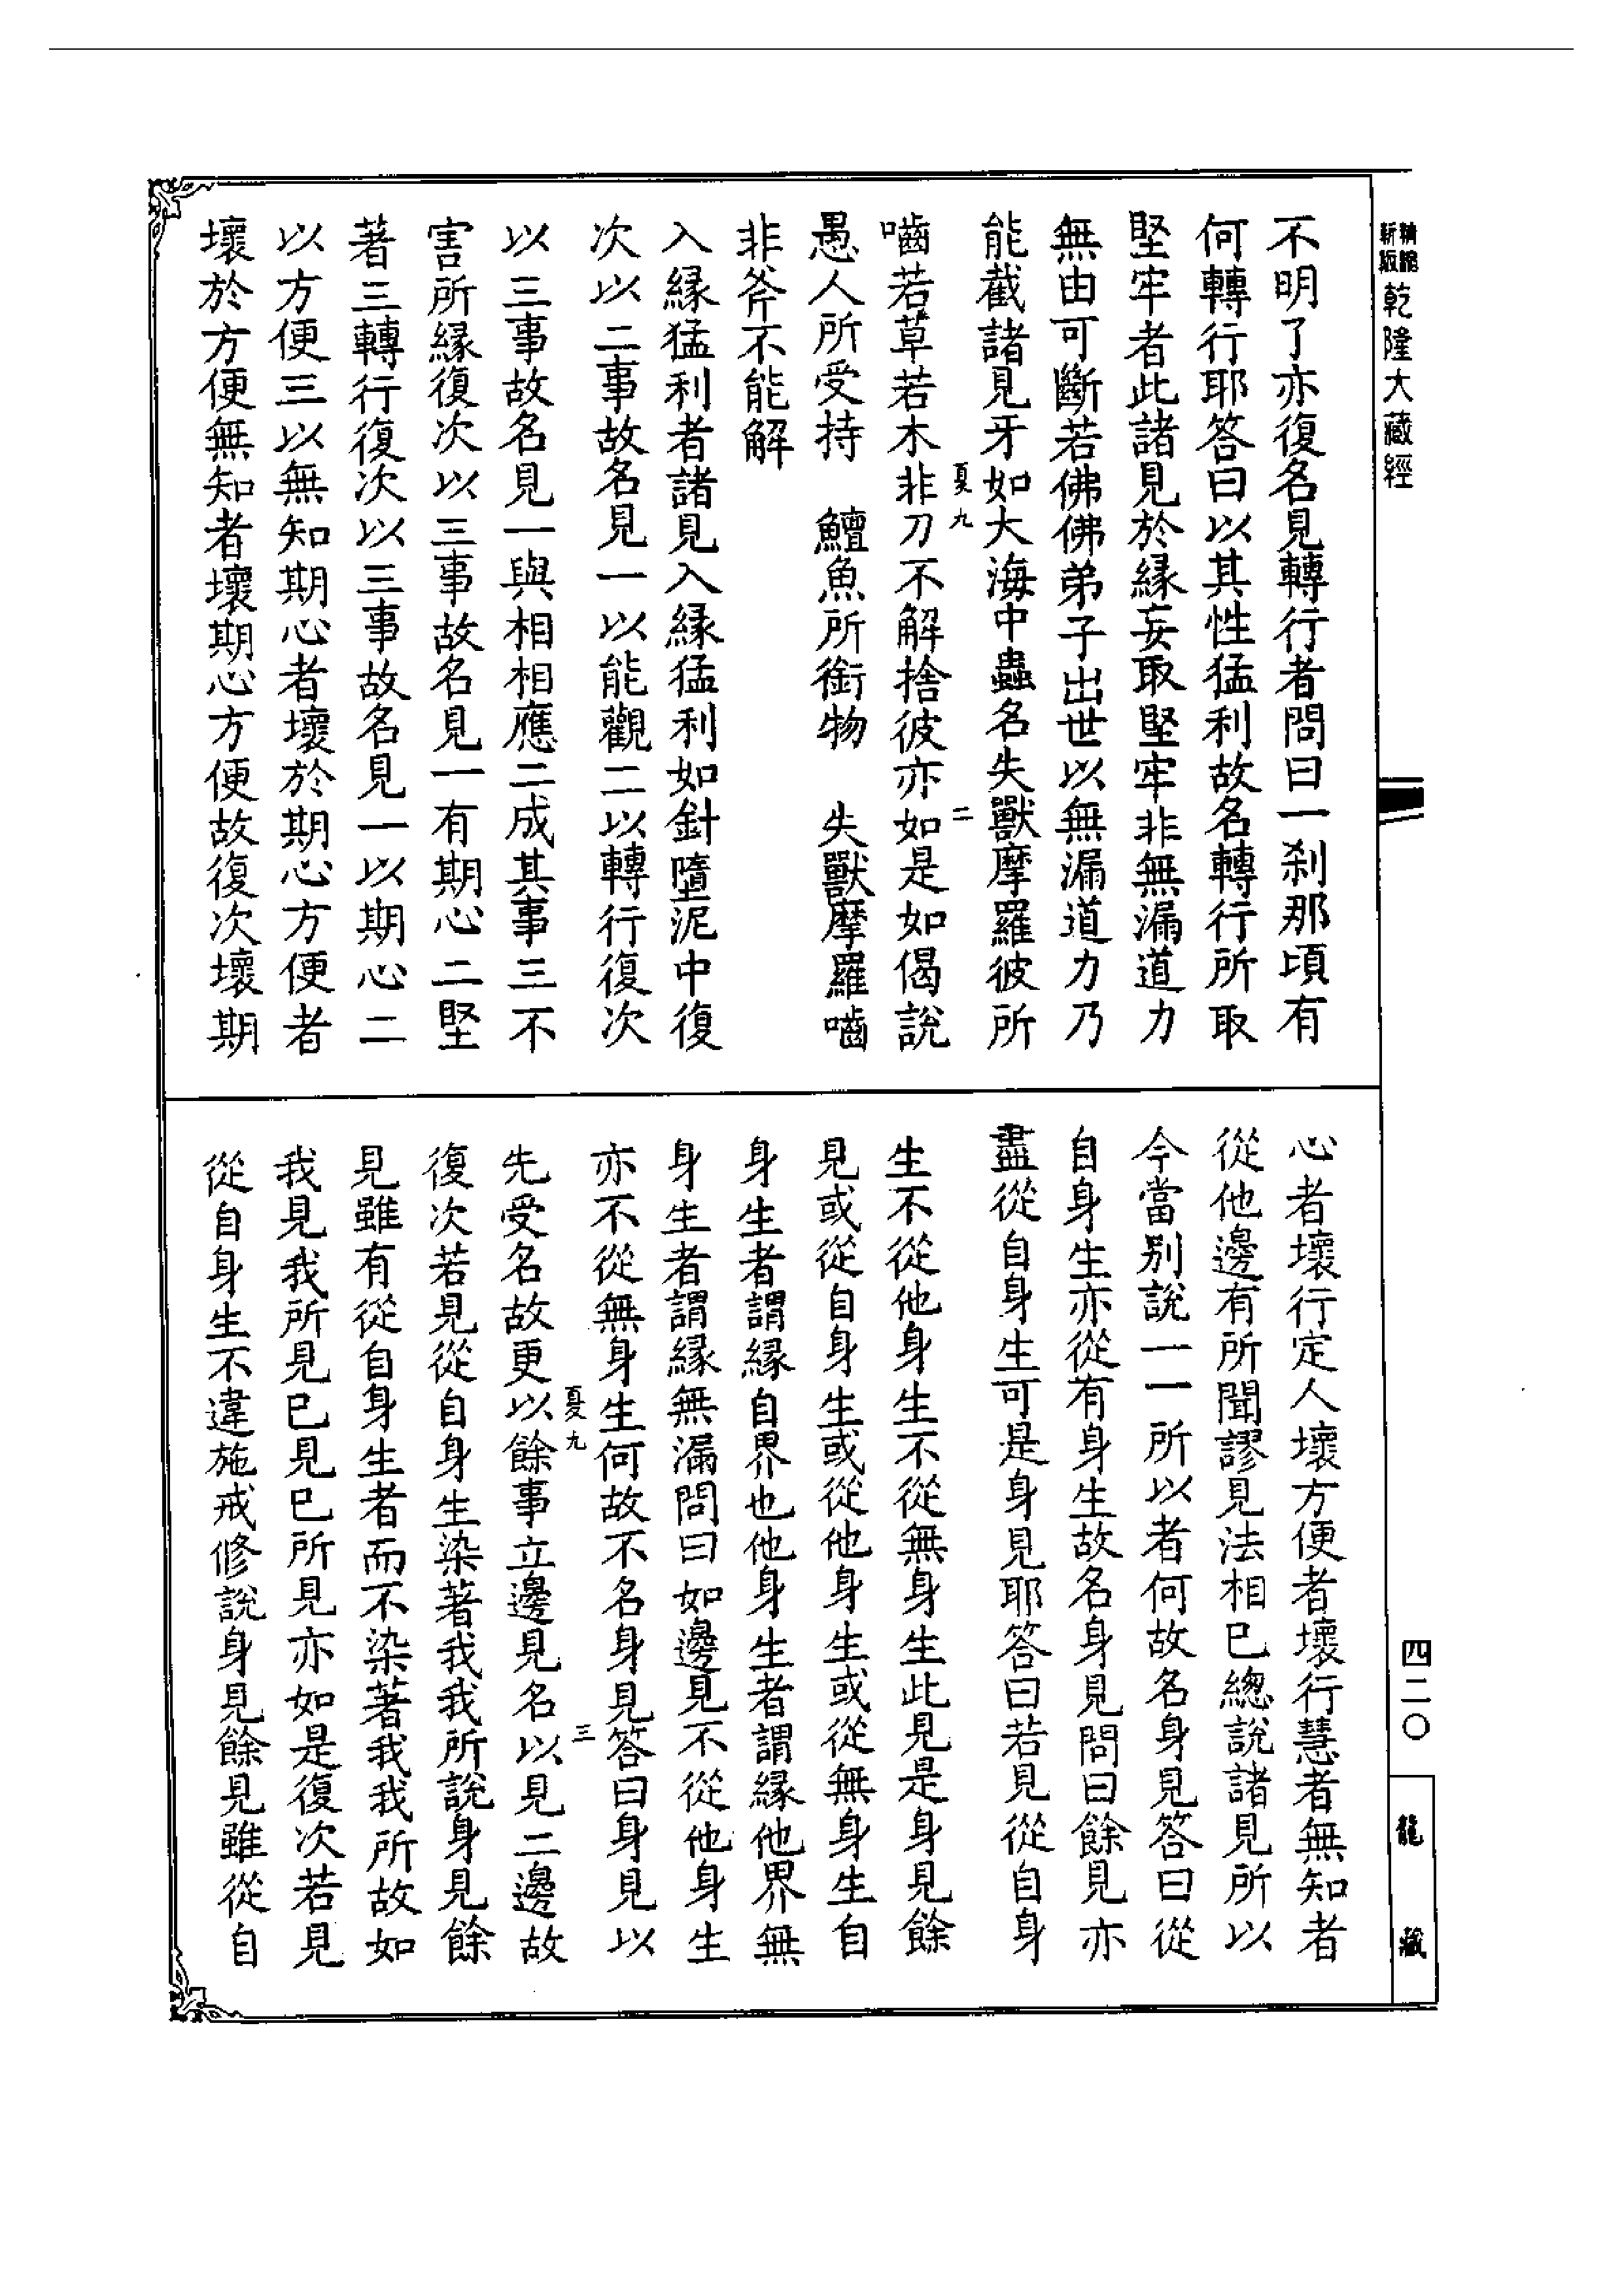 新版
乾隆大藏經
不明了亦復名見轉行者問曰一刹那頃有
何轉行耶答曰以其性猛利故名轉行所取
堅牢者此諸見於緣妄取堅牢非無漏道力
無由可斷若佛佛弟子出世以無漏道力乃
能截諸見牙如大海中蟲名失獸摩羅彼所
夏九
二
嚙若草若木非刀不解捨彼亦如是如偈說
愚人所受持　鱣魚所銜物　失獸摩羅嚙
非斧不能解
入緣猛利者諸見入緣猛利如針墮泥中復
次以二事故名見一以能觀二以轉行復次
以三事故名見一與相相應二成其事三不
害所緣復次以三事故名見一有期心二堅
著三轉行復次以三事故名見一以期心二
以方便三以無知期心者壞於期心方便者
壞於方便無知者壞期心方便故復次壞期
心者壞行定人壞方便者壞行慧者無知者
從他邊有所聞謬見法相已總說諸見所以
今當別說一一所以者何故名身見答曰從
自身生亦從有身生故名身見問曰餘見亦
盡從自身生可是身見耶答曰若見從自身
生不從他身生不從無身生此見是身見餘
見或從自身生或從他身生或從無身生自
身生者謂緣自界也他身生者謂緣他界無
身生者謂緣無漏問曰如邊見不從他身生
亦不從無身生何故不名身見答曰身見以
夏九
三
先受名故更以餘事立邊見名以見二邊故
復次若見從自身生染著我我所說身見餘
見雖有從自身生者而不染著我我所故如
我見我所見已見已所見亦如是復次若見
從自身生不違施戒修說身見餘見雖從自
四二〇
龍藏